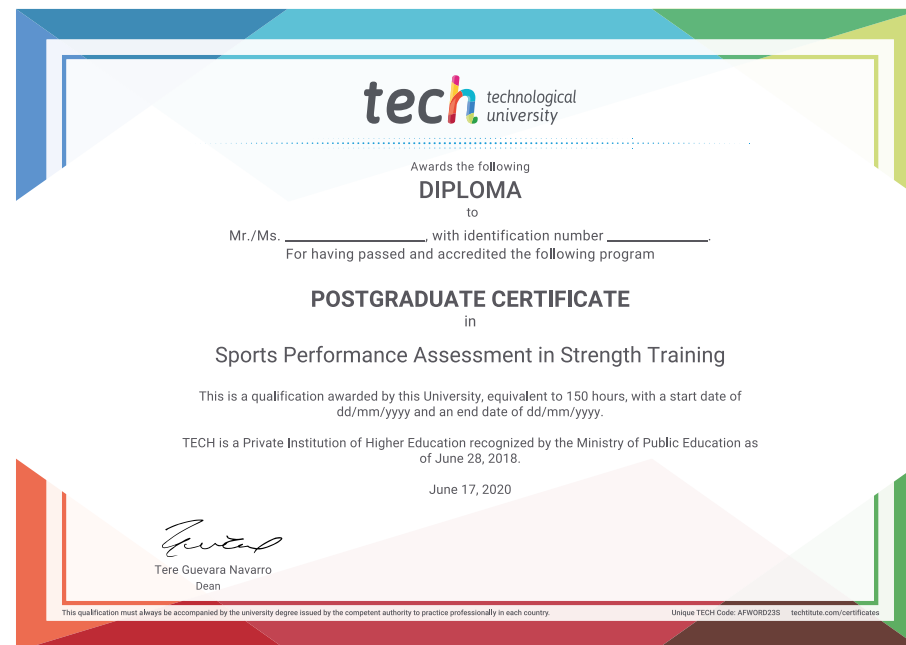 tech technological
university
Awards the following
DIPLOMA
to
Mr./Ms. ____________________, with identification number ______________.
For having passed and accredited the following program
POSTGRADUATE CERTIFICATE
in
Sports Performance Assessment in Strength Training
This is a qualification awarded by this University, equivalent to 150 hours, with a start date of
dd/mm/yyyy and an end date of dd/mm/yyyy.
TECH is a Private Institution of Higher Education recognized by the Ministry of Public Education as
of June 28, 2018.
June 17, 2020
Tere Guevara Navarro
Dean
This qualification must always be accompanied by the university degree issued by the competent authority to practice professionally in each country. Unique TECH Code: AFWORD23S techtitute.com/certificates